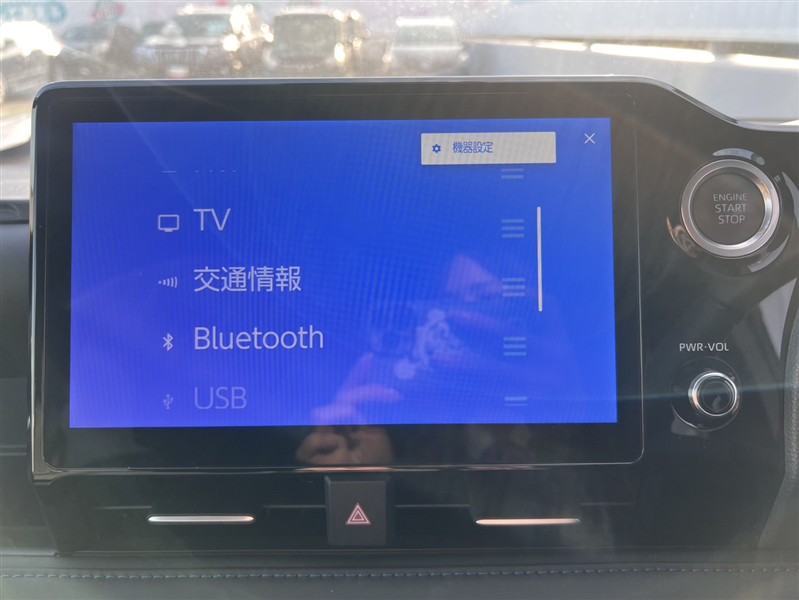 機器設定
TV
交通情報
Bluetooth
USB
ENGINE
START
STOP
PWR·VOL